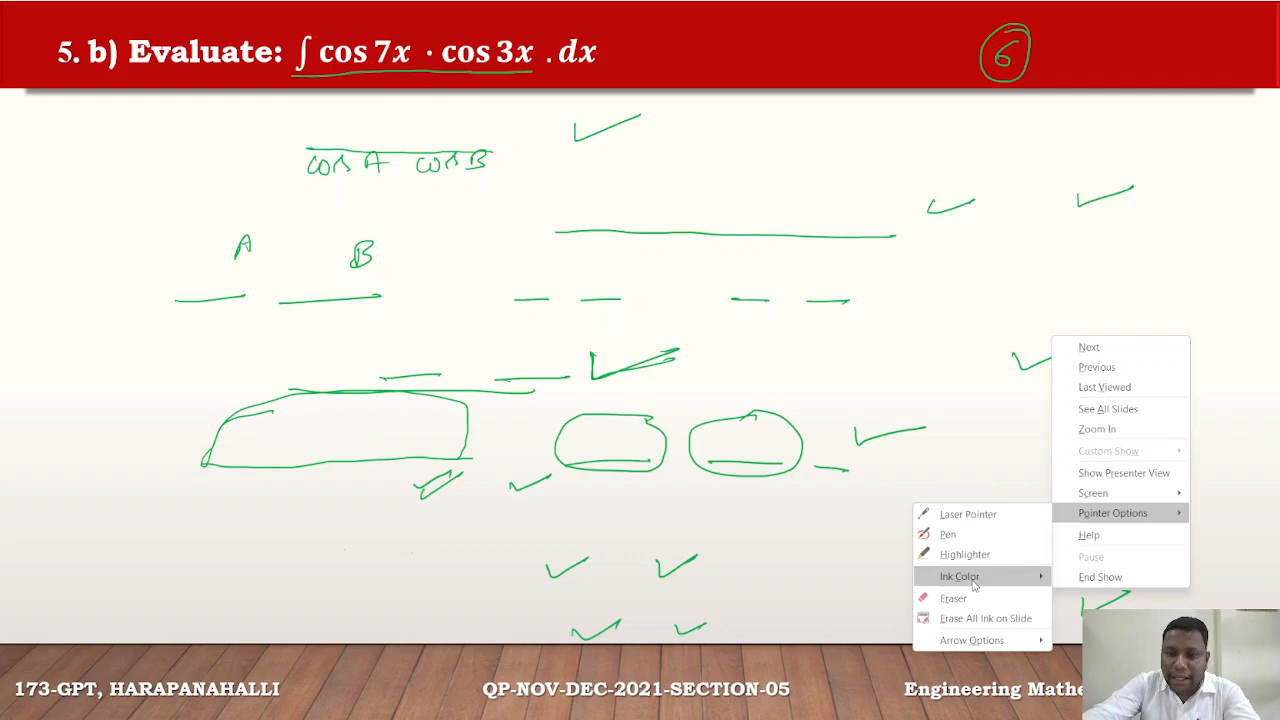 5. b) Evaluate: ∫ cos 7x · cos 3x . dx
6
cos A cos B
A B
Next
Previous
Last Viewed
See All Slides
Zoom In
Custom Show
Show Presenter View
Screen
Pointer Options
Help
Pause
End Show
Laser Pointer
Pen
Highlighter
Ink Color
Eraser
Erase All Ink on Slide
Arrow Options
173-GPT, HARAPANAHALLI
QP-NOV-DEC-2021-SECTION-05
Engineering Mathe